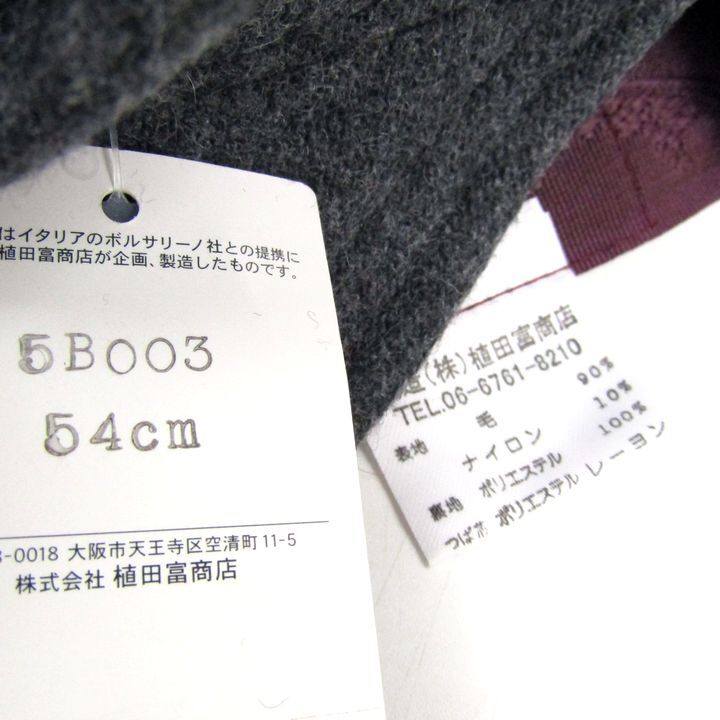 はイタリアのボルサリーノ社との提携に
植田富商店が企画、製造したものです。
5B003
54cm
-0018 大阪市天王寺区空清町11-5
株式会社 植田富商店
造(株)植田富商店
TEL.06-6761-8210
表地 毛 90%
ナイロン 10%
裏地 ポリエステル 100%
つば芯 ポリエステル レーヨン